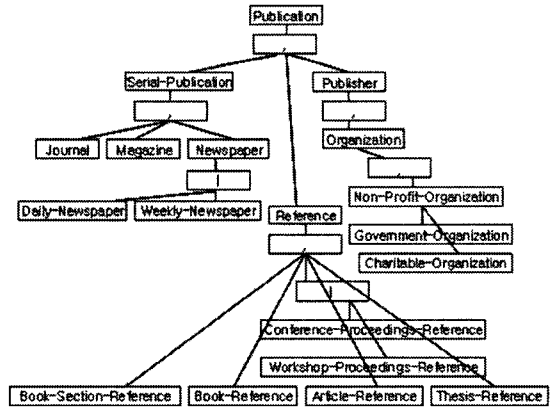 Publication
Serial-Publication
Publisher
Journal
Magazine
Newspaper
Organization
Daily-Newspaper
Weekly-Newspaper
Reference
Non-Profit-Organization
Government-Organization
Charitable-Organization
Conference-Proceedings-Reference
Workshop-Proceedings-Reference
Book-Section-Reference
Book-Reference
Article-Reference
Thesis-Reference